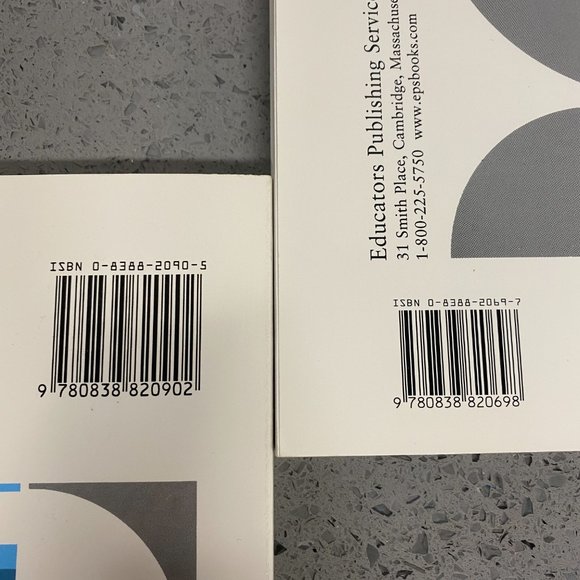 Educators Publishing Servic
31 Smith Place, Cambridge, Massachuse
1-800-225-5750 www.epsbooks.com
ISBN 0-8388-2090-5
9 780838 820902
ISBN 0-8388-2069-7
9 780838 820698